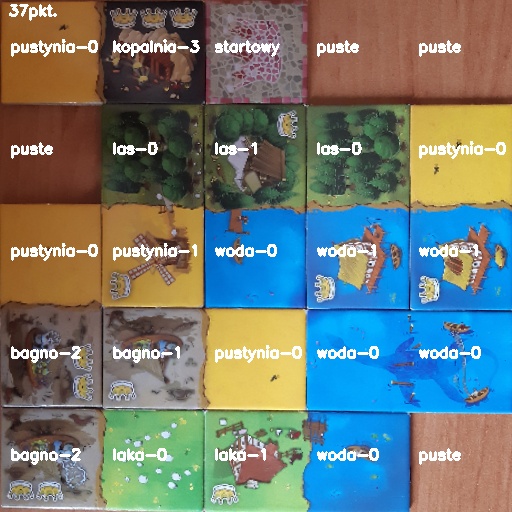 37pkt.
pustynia-0 kopalnia-3 startowy puste puste
puste las-0 las-1 las-0 pustynia-0
pustynia-0 pustynia-1 woda-0 woda-1 woda-1
bagno-2 bagno-1 pustynia-0 woda-0 woda-0
bagno-2 laka-0 laka-1 woda-0 puste